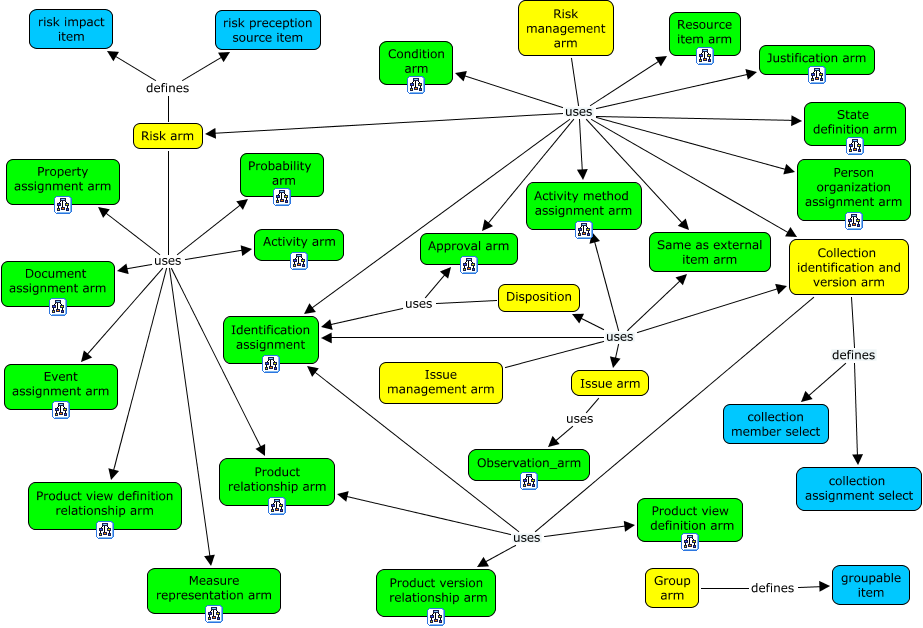 risk impact
item
risk preception
source item
Risk
management
arm
Resource
item arm
Condition
arm
Justification arm
defines
uses
State
definition arm
Risk arm
Property
assignment arm
Probability
arm
Person
organization
assignment arm
Activity method
assignment arm
Activity arm
Approval arm
Same as external
item arm
Collection
identification and
version arm
uses
Document
assignment arm
uses
Disposition
Identification
assignment
uses
defines
Event
assignment arm
Issue
management arm
Issue arm
uses
collection
member select
Observation_arm
Product
relationship arm
collection
assignment select
Product view definition
relationship arm
Product view
definition arm
uses
Measure
representation arm
Product version
relationship arm
Group
arm
defines
groupable
item